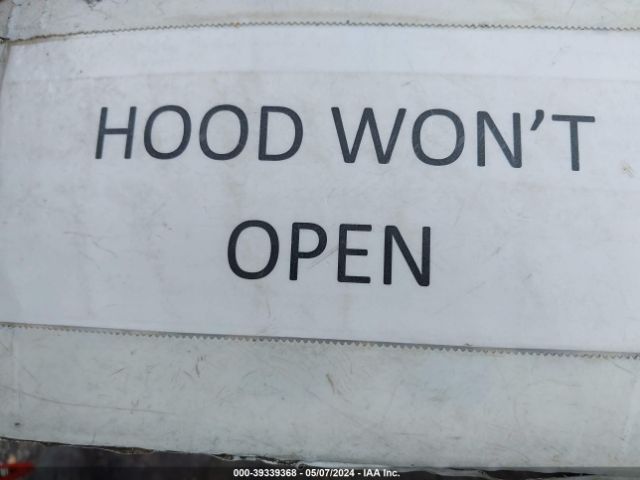 HOOD WON'T
OPEN
000-39339368 - 05/07/2024 - IAA Inc.